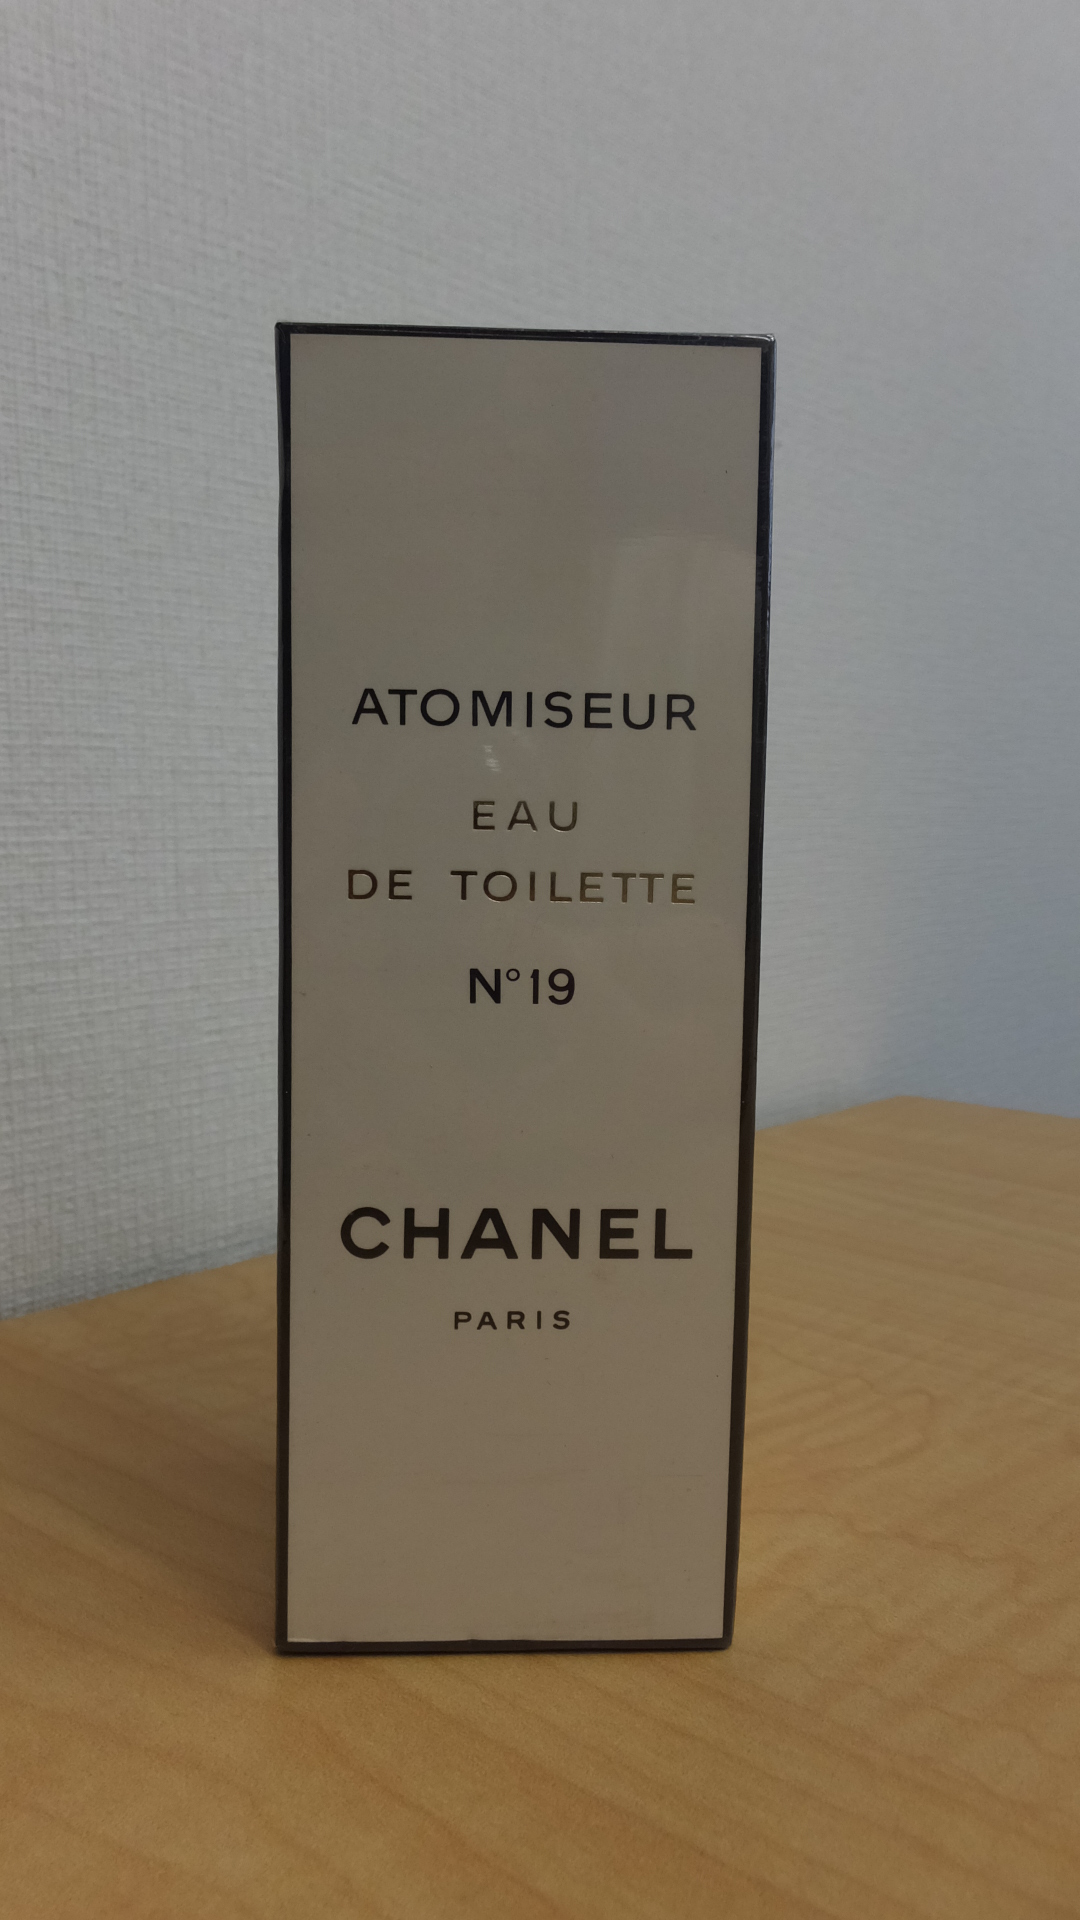 ATOMISEUR
EAU
DE TOILETTE
N°19
CHANEL
PARIS